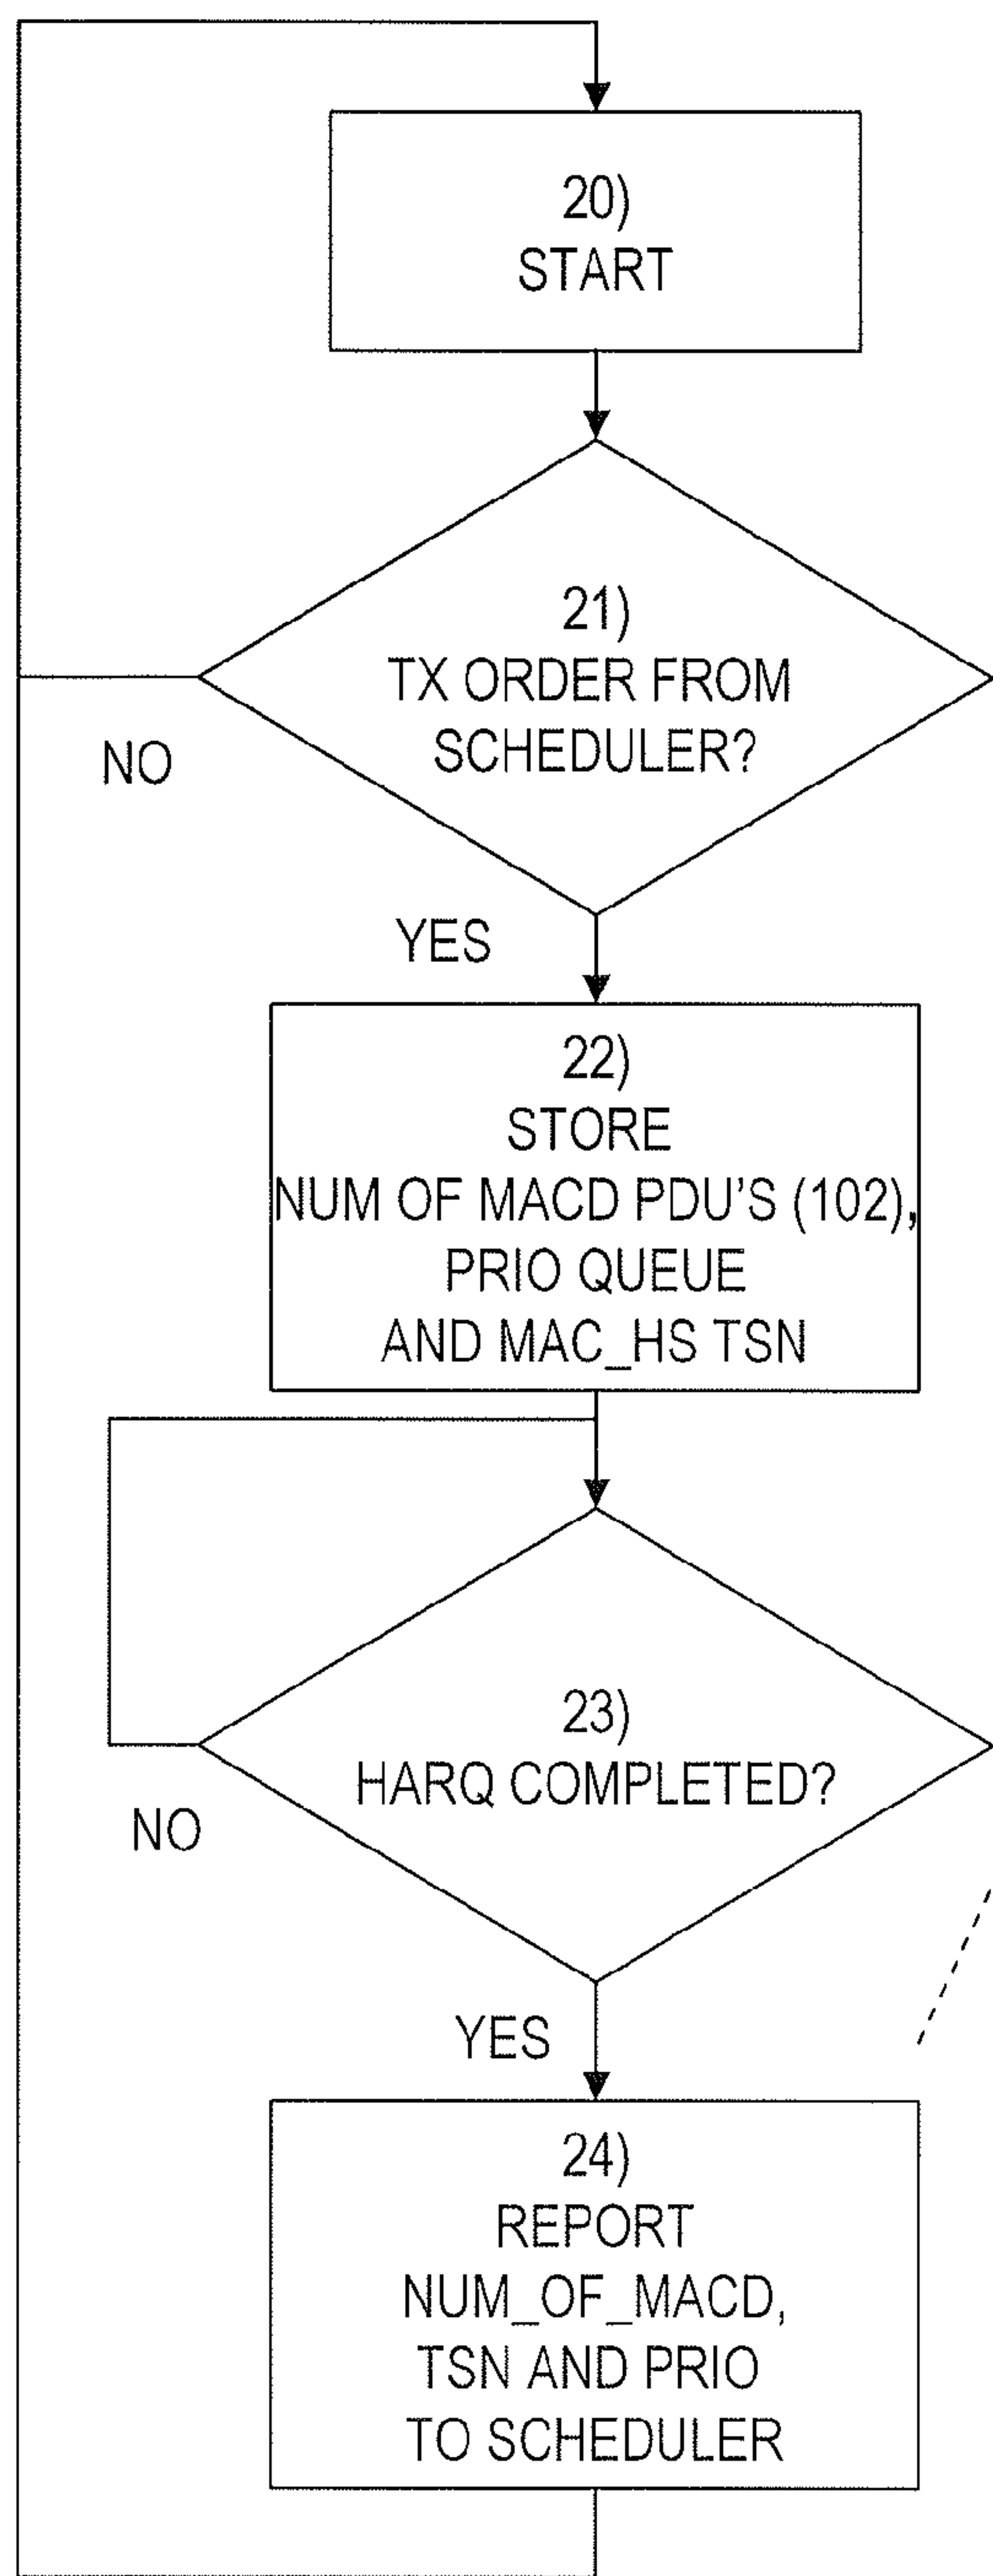 20)
START
21)
TX ORDER FROM
SCHEDULER?
NO
YES
22)
STORE
NUM OF MACD PDU'S (102),
PRIO QUEUE
AND MAC_HS TSN
23)
HARQ COMPLETED?
NO
YES
24)
REPORT
NUM_OF_MACD,
TSN AND PRIO
TO SCHEDULER